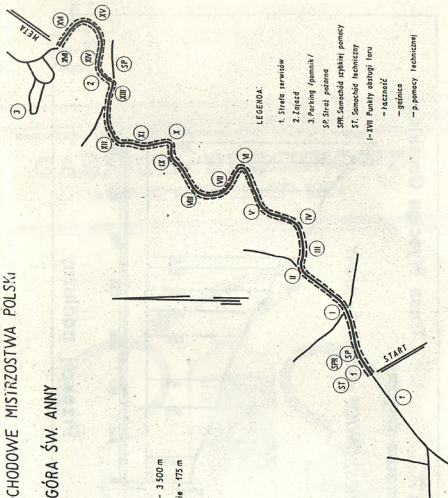 CHODOWE MISTRZOSTWA POLSKI
GÓRA ŚW. ANNY
- 3 500 m
ie - 175 m
META
XVII
XVI
XV
XIV
3
2
SP
XIII
XII
XI
X
IX
VIII
VII
VI
V
IV
III
II
I
SPR
SP
ST
1
START
1
LEGENDA:
1. Strefa serwisów
2. Zajazd
3. Parking /pomnik/
SP. Straż pożarna
SPR. Samochód szybkiej pomocy
ST. Samochód techniczny
I-XVII Punkty obsługi toru
- łączność
- gaśnica
- p.pomocy technicznej